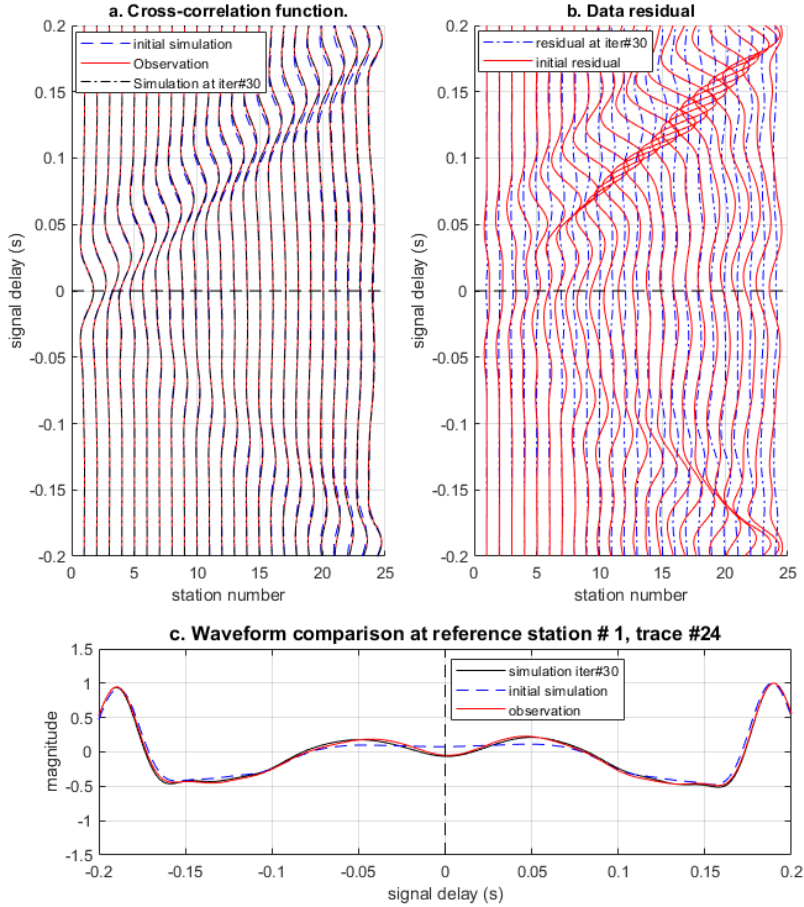 a. Cross-correlation function.
initial simulation
Observation
Simulation at iter#30
signal delay (s)
0.2
0.15
0.1
0.05
0
-0.05
-0.1
-0.15
-0.2
0 5 10 15 20 25
station number
b. Data residual
residual at iter#30
initial residual
signal delay (s)
0.2
0.15
0.1
0.05
0
-0.05
-0.1
-0.15
-0.2
0 5 10 15 20 25
station number
c. Waveform comparison at reference station # 1, trace #24
simulation iter#30
initial simulation
observation
magnitude
1.5
1
0.5
0
-0.5
-1
-1.5
-0.2 -0.15 -0.1 -0.05 0 0.05 0.1 0.15 0.2
signal delay (s)